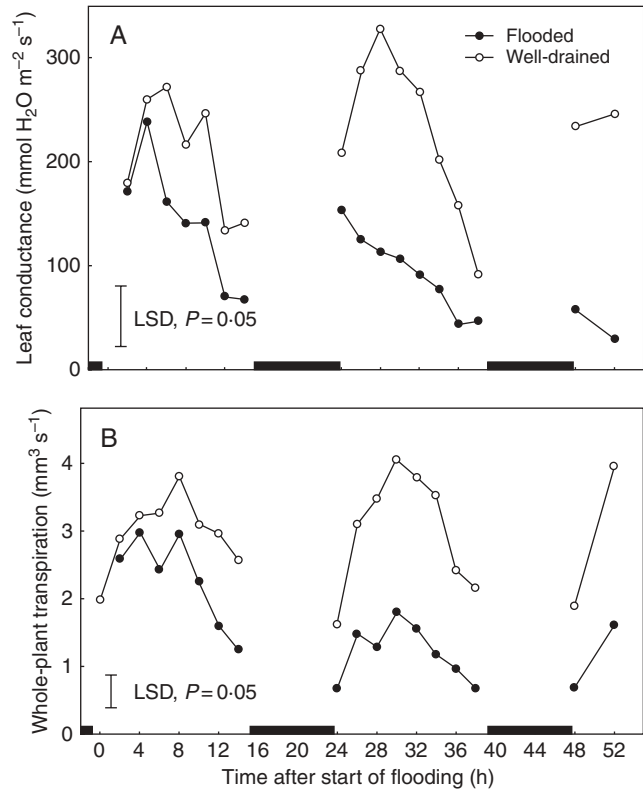 A
Flooded
Well-drained
300
200
100
0
Leaf conductance (mmol H₂O m⁻² s⁻¹)
LSD, P = 0·05
B
4
3
2
1
0
Whole-plant transpiration (mm³ s⁻¹)
LSD, P = 0·05
0 4 8 12 16 20 24 28 32 36 40 44 48 52
Time after start of flooding (h)